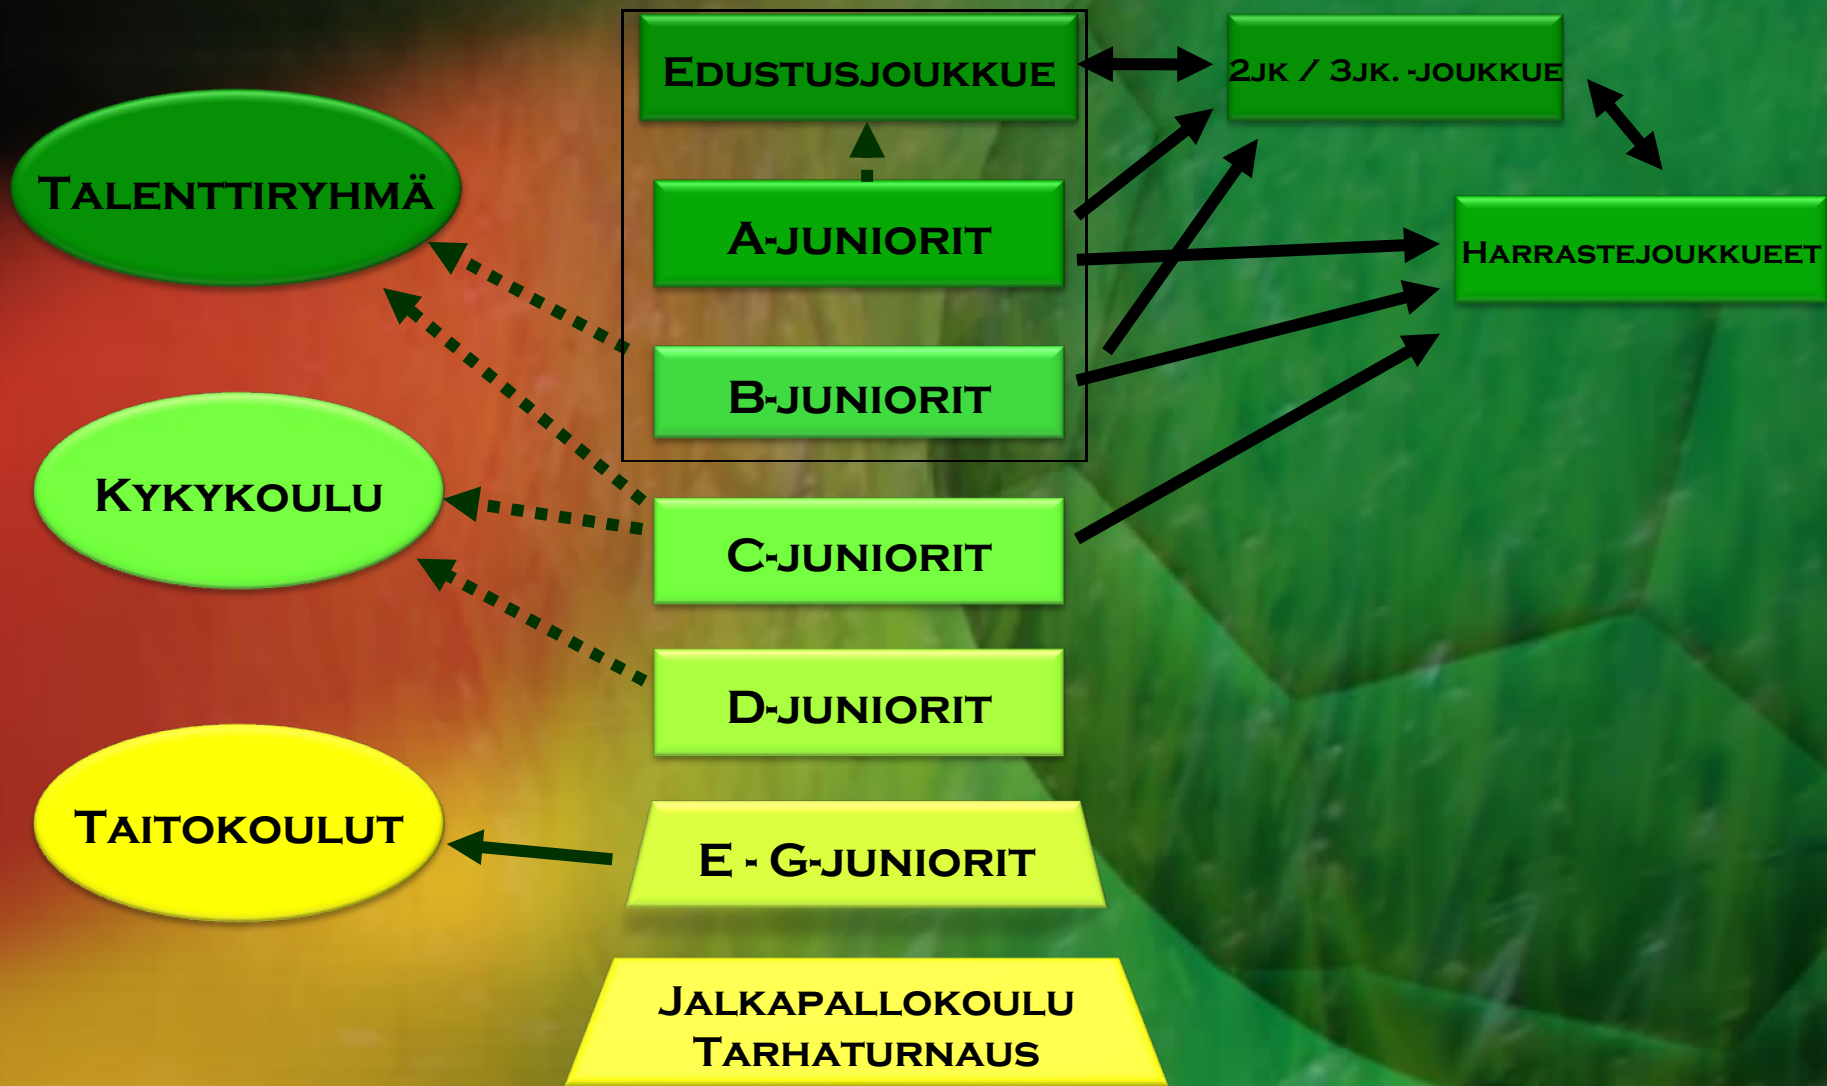 Edustusjoukkue
2jk / 3jk. -joukkue
Talenttiryhmä
A-juniorit
Harrastejoukkueet
B-juniorit
Kykykoulu
C-juniorit
D-juniorit
Taitokoulut
E - G-juniorit
Jalkapallokoulu
Tarhaturnaus